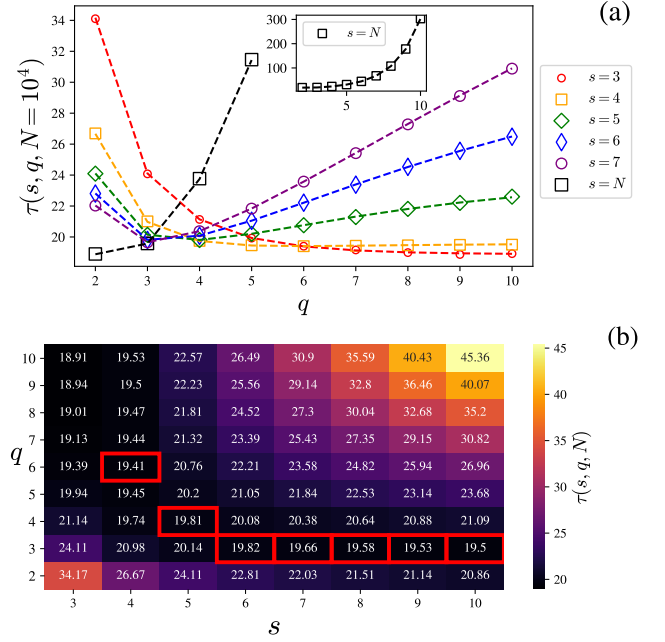 (a)
τ(s, q, N = 10⁴)
34
32
30
28
26
24
22
20
2 3 4 5 6 7 8 9 10
q
300
200
100
5 10
s = N
s = 3
s = 4
s = 5
s = 6
s = 7
s = N
(b)
10 18.91 19.53 22.57 26.49 30.9 35.59 40.43 45.36
9 18.94 19.5 22.23 25.56 29.14 32.8 36.46 40.07
8 19.01 19.47 21.81 24.52 27.3 30.04 32.68 35.2
7 19.13 19.44 21.32 23.39 25.43 27.35 29.15 30.82
6 19.39 19.41 20.76 22.21 23.58 24.82 25.94 26.96
5 19.94 19.45 20.2 21.05 21.84 22.53 23.14 23.68
4 21.14 19.74 19.81 20.08 20.38 20.64 20.88 21.09
3 24.11 20.98 20.14 19.82 19.66 19.58 19.53 19.5
2 34.17 26.67 24.11 22.81 22.03 21.51 21.14 20.86
q
3 4 5 6 7 8 9 10
s
45
40
35
30
25
20
τ(s, q, N)